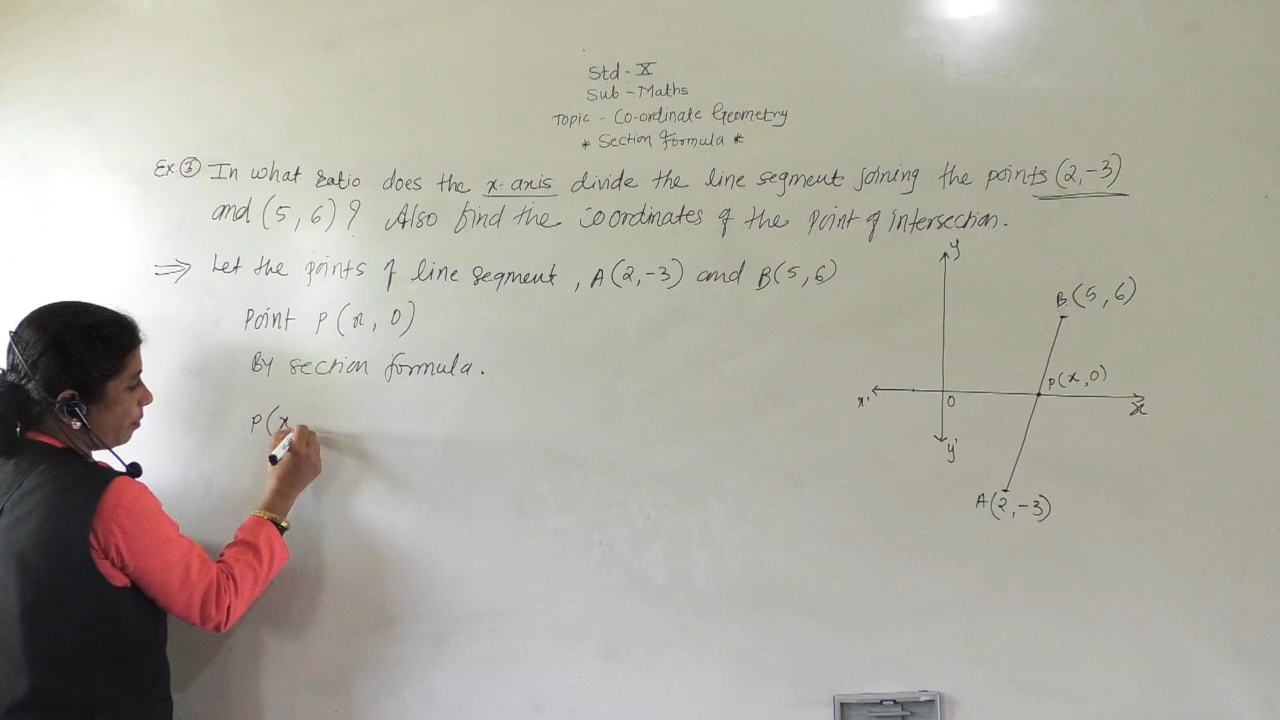 Std - X
Sub - Maths
Topic - Co-ordinate Geometry
* Section formula *
Ex. ③ In what ratio does the x-axis divide the line segment joining the points (2,-3)
and (5, 6)? Also find the coordinates of the point of intersection.
⇒ Let the points of line segment, A(2,-3) and B(5,6)
Point P(x, 0)
By section formula.
P(x
y
B(5, 6)
P(x, 0)
x'
0
x
y'
A(2,-3)